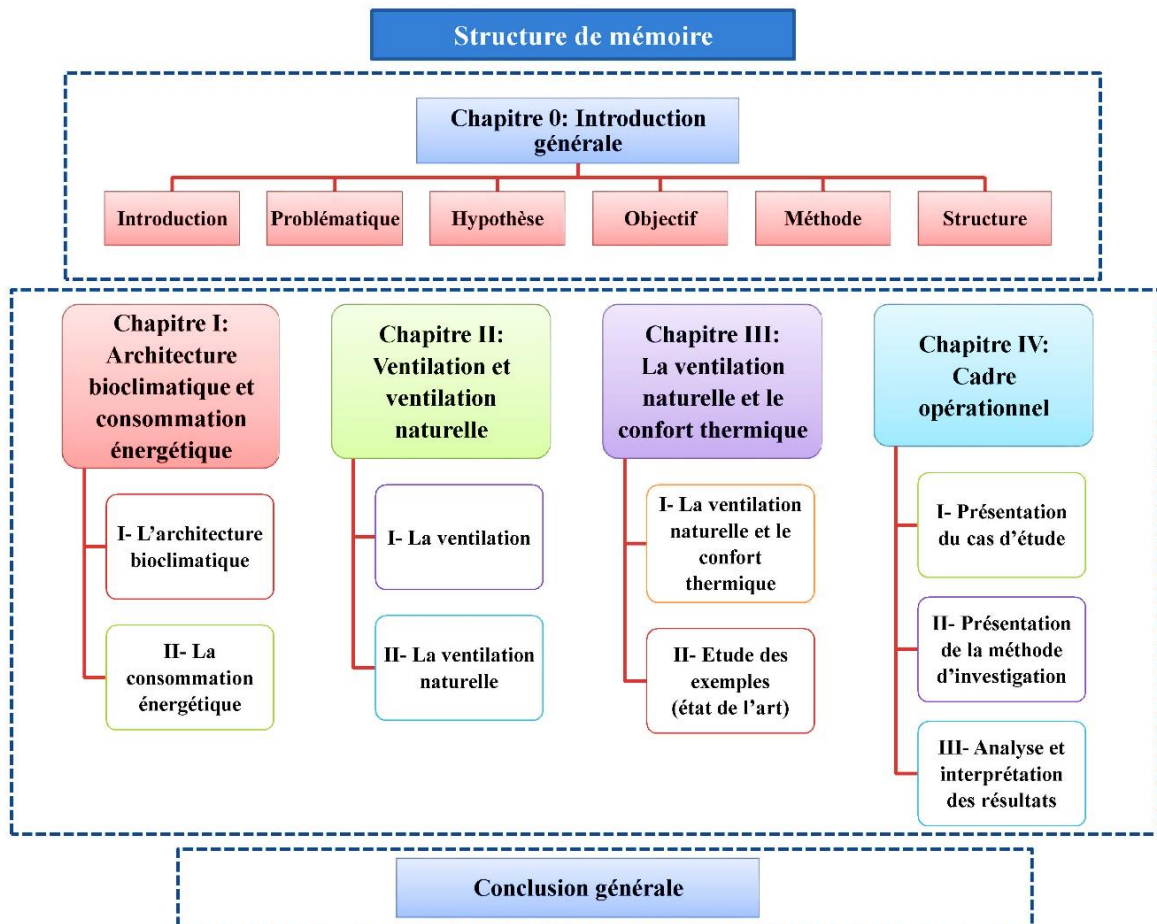 Structure de mémoire
Chapitre 0: Introduction
générale
Introduction
Problématique
Hypothèse
Objectif
Méthode
Structure
Chapitre I:
Architecture
bioclimatique et
consommation
énergétique
I- L’architecture
bioclimatique
II- La
consommation
énergétique
Chapitre II:
Ventilation et
ventilation
naturelle
I- La ventilation
II- La ventilation
naturelle
Chapitre III:
La ventilation
naturelle et le
confort thermique
I- La ventilation
naturelle et le
confort
thermique
II- Etude des
exemples
(état de l’art)
Chapitre IV:
Cadre
opérationnel
I- Présentation
du cas d’étude
II- Présentation
de la méthode
d’investigation
III- Analyse et
interprétation
des résultats
Conclusion générale